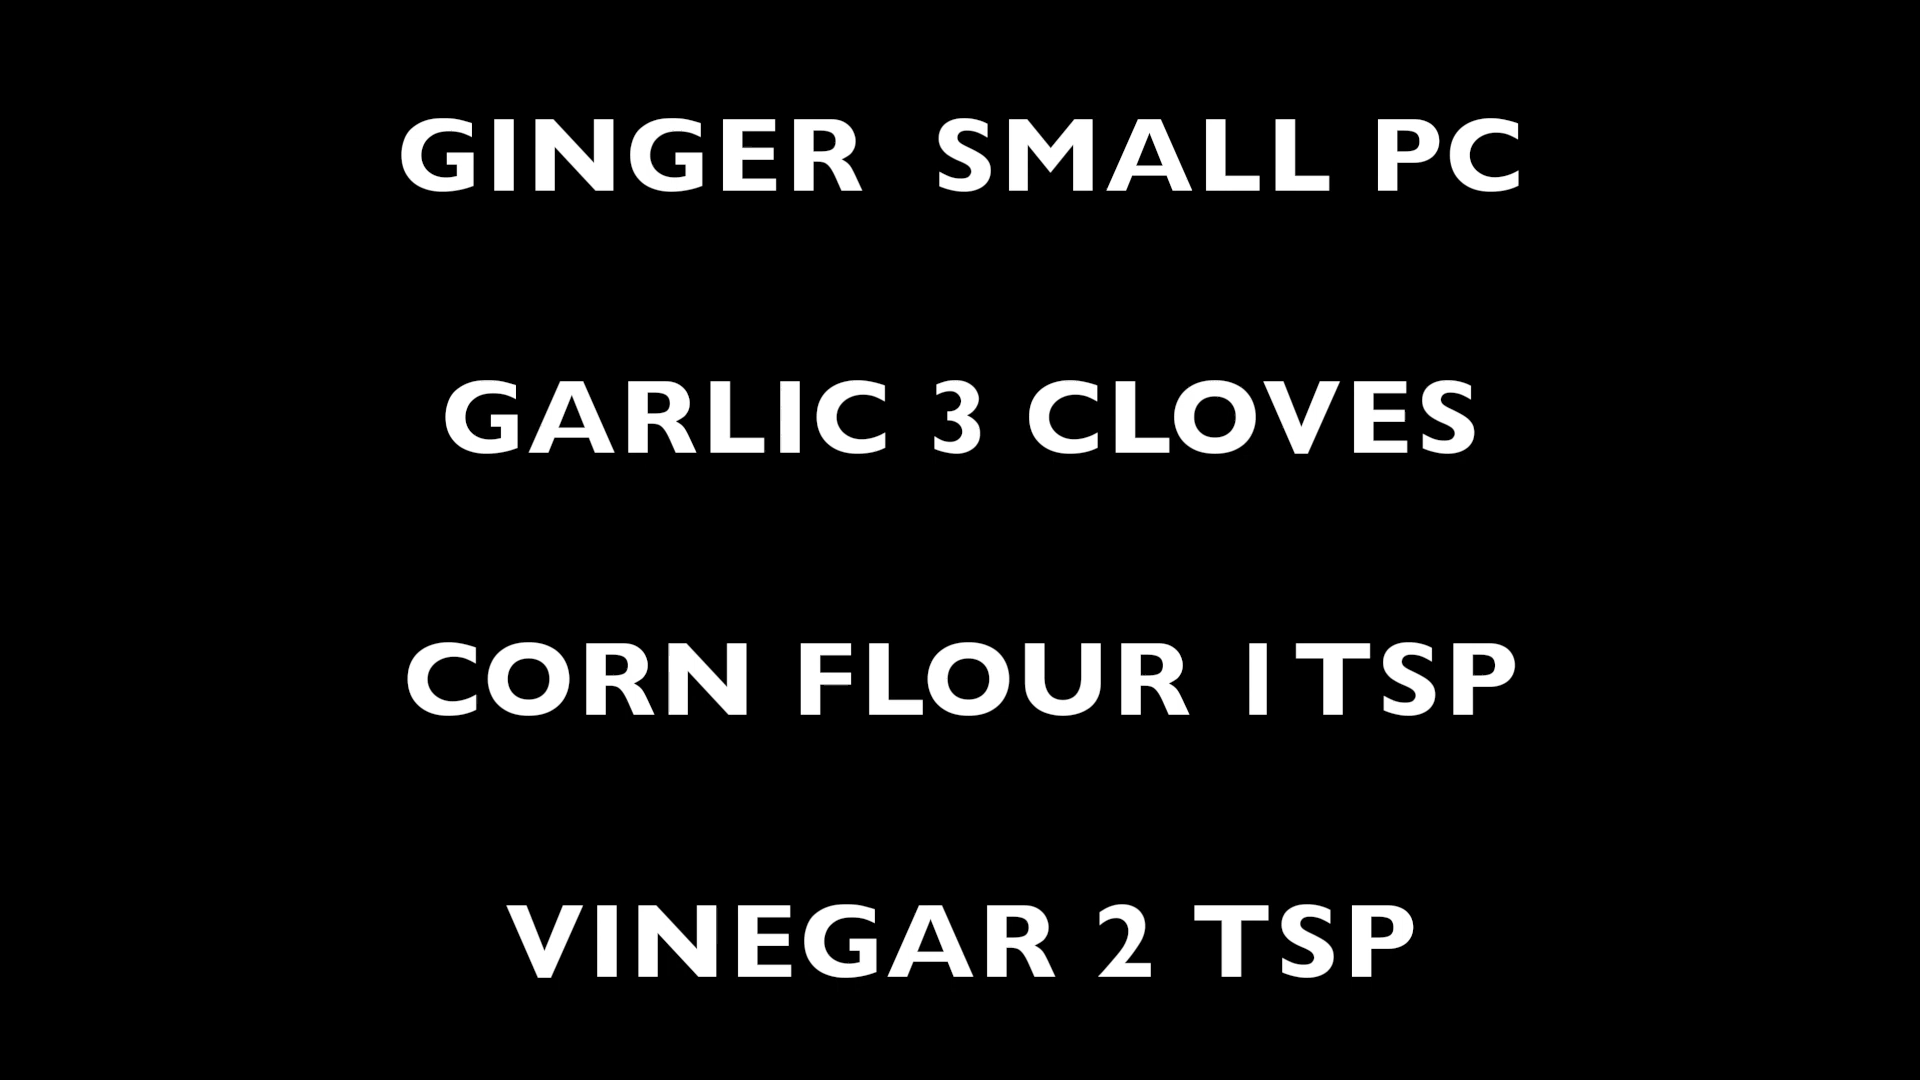 GINGER  SMALL PC
GARLIC 3 CLOVES
CORN FLOUR 1TSP
VINEGAR 2 TSP